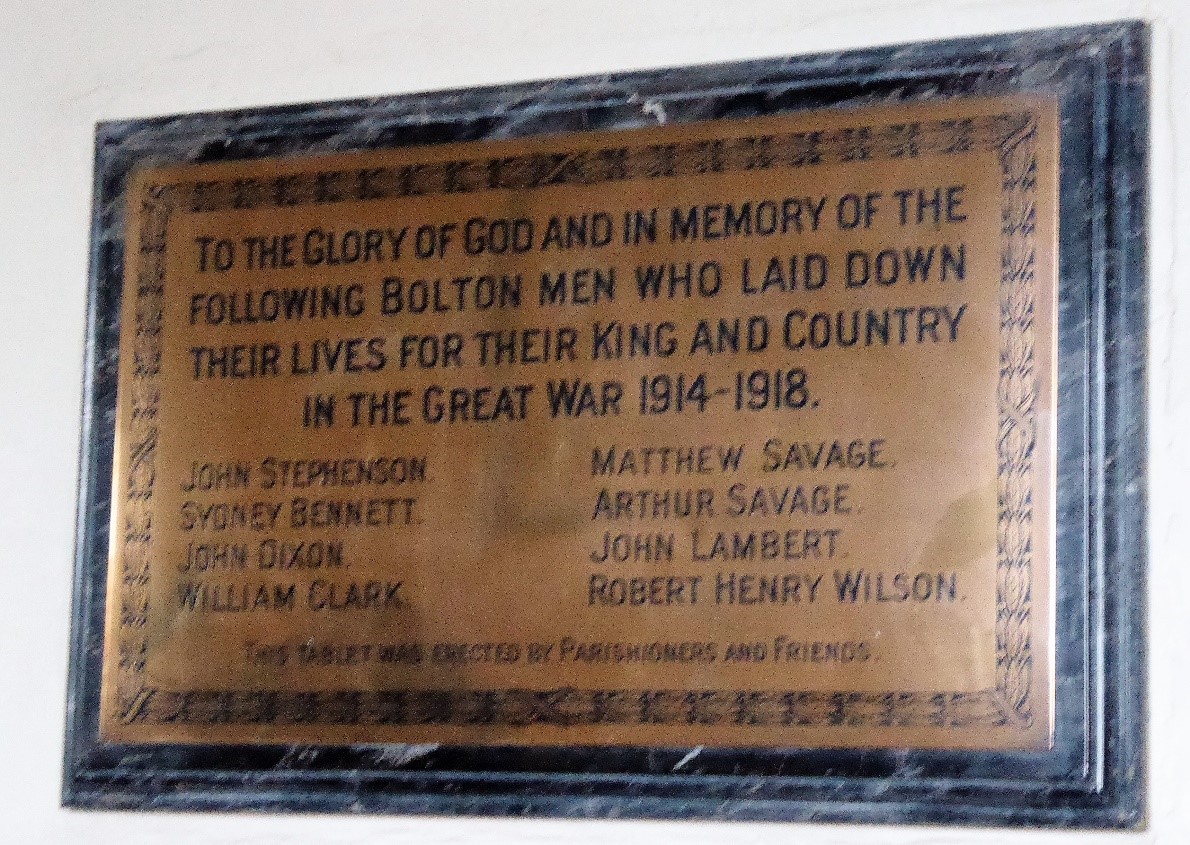 To the Glory of God and in memory of the
following Bolton men who laid down
their lives for their King and Country
in the Great War 1914-1918.
John Stephenson.
Sydney Bennett.
John Dixon.
William Clark.
Matthew Savage.
Arthur Savage.
John Lambert.
Robert Henry Wilson.
This tablet was erected by Parishioners and Friends.